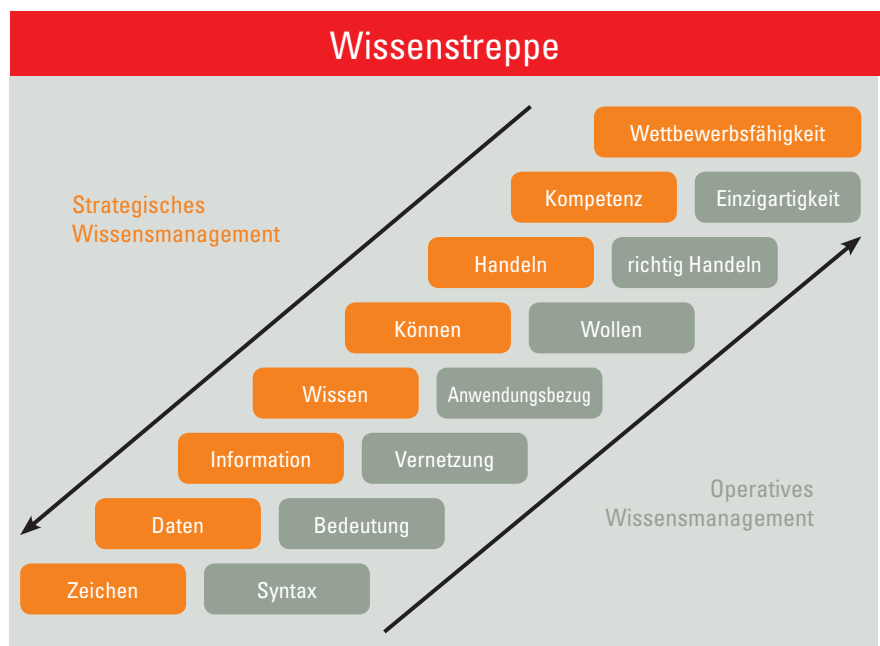 Wissenstreppe
Wettbewerbsfähigkeit
Strategisches
Wissensmanagement
Kompetenz
Einzigartigkeit
Handeln
richtig Handeln
Können
Wollen
Wissen
Anwendungsbezug
Information
Vernetzung
Operatives
Wissensmanagement
Daten
Bedeutung
Zeichen
Syntax